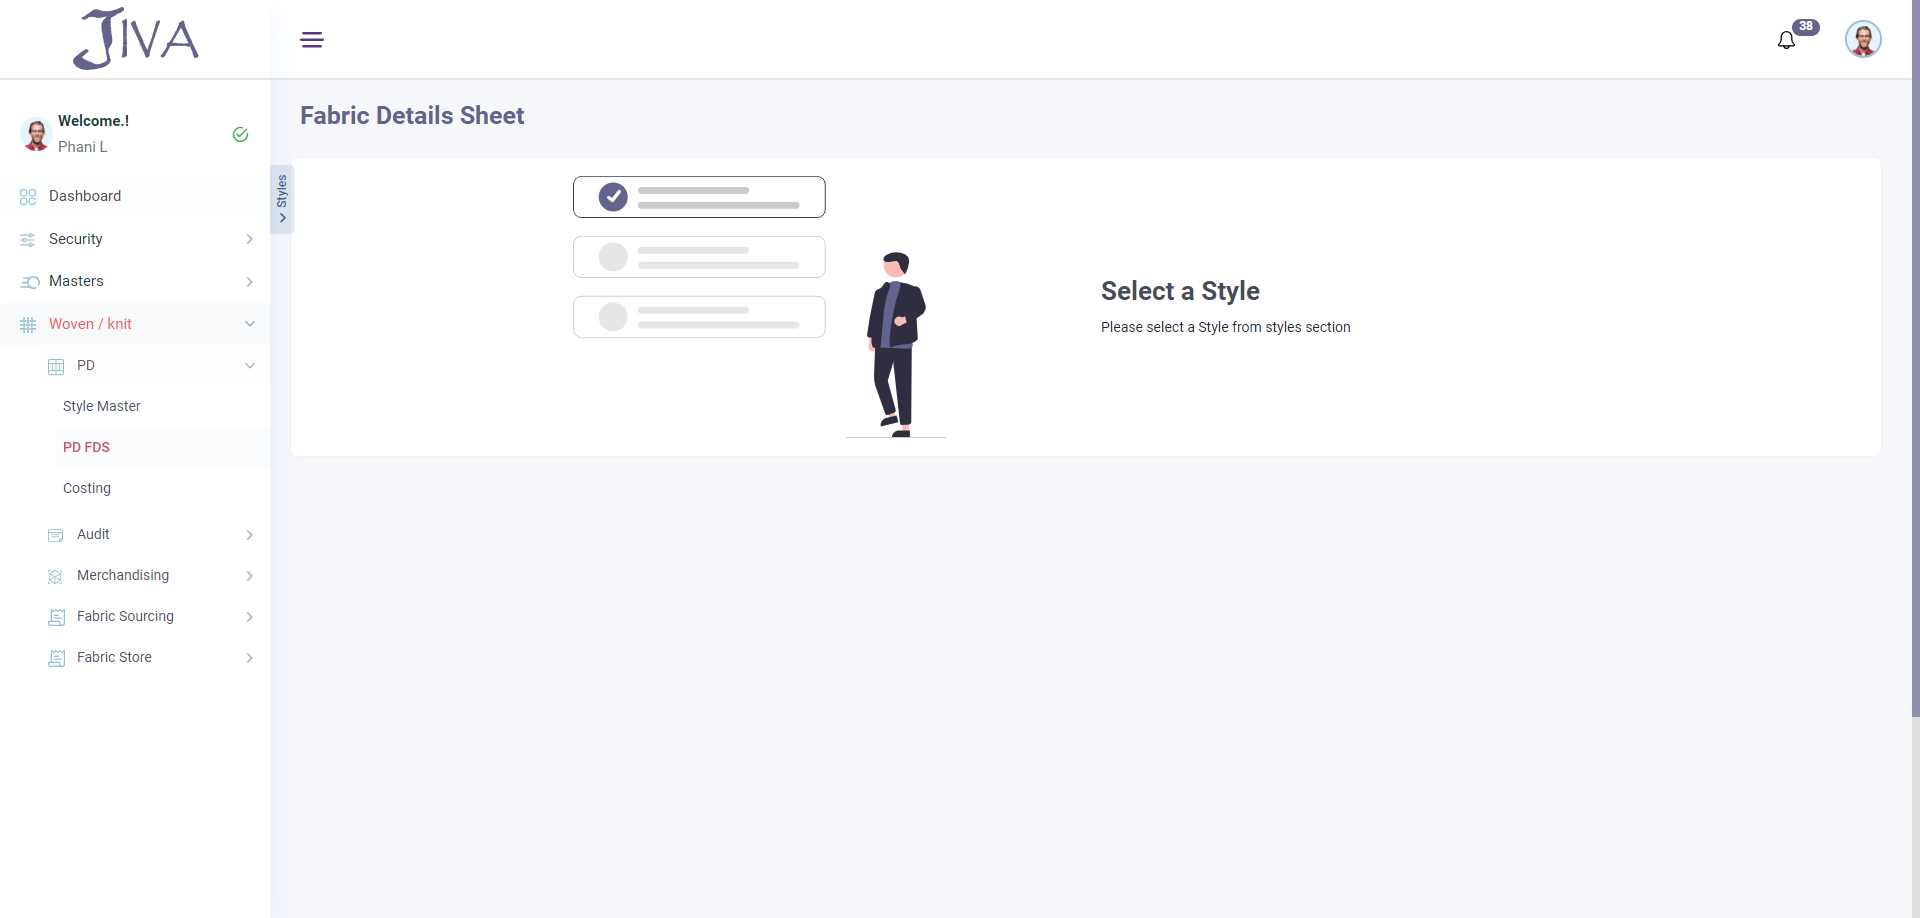 JIVA
38
Welcome.!
Phani L
Dashboard
Security
Masters
Woven / knit
PD
Style Master
PD FDS
Costing
Audit
Merchandising
Fabric Sourcing
Fabric Store
Styles
Fabric Details Sheet
Select a Style
Please select a Style from styles section